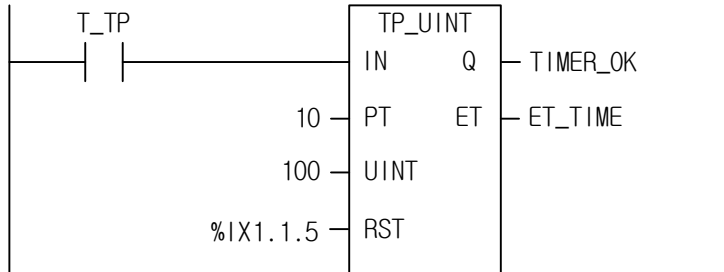 T_TP
TP_UINT
IN Q TIMER_OK
10 PT ET ET_TIME
100 UINT
%IX1.1.5 RST